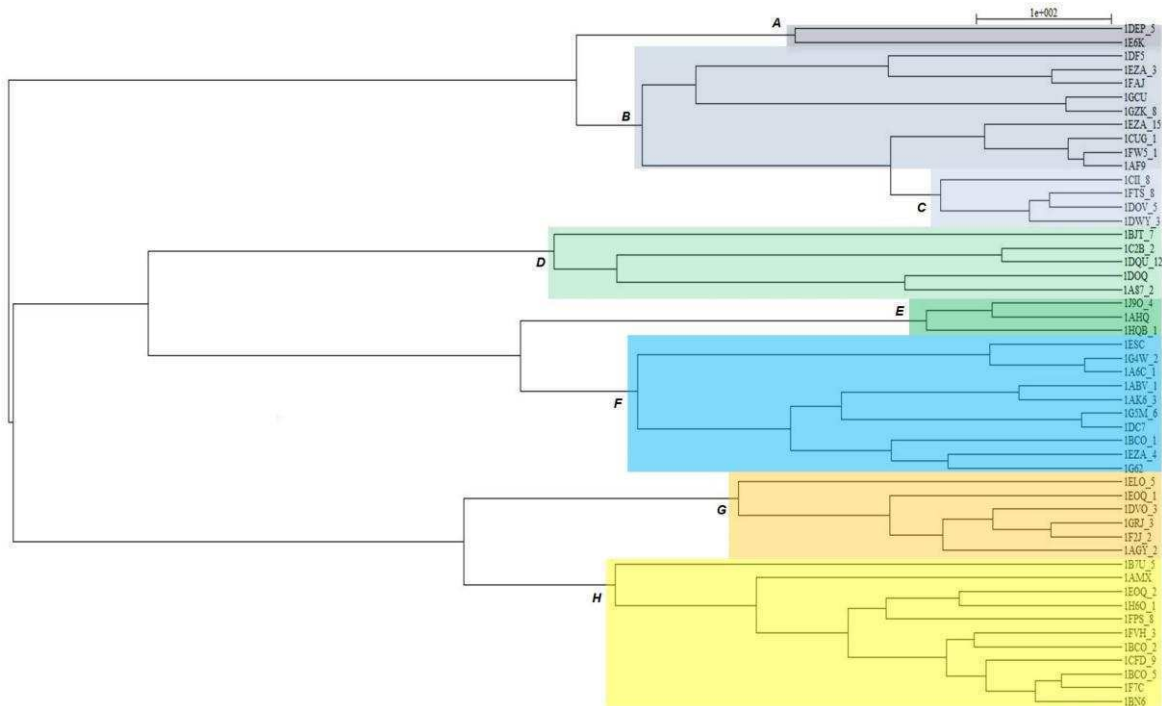 1e+002
A
1DEP_5
1E6K
1DF5
1EZA_3
1FAJ
1GCU
1GZK_8
B
1EZA_15
1CUG_1
1FW5_1
1AF9
1CII_8
1FTS_8
C
1DOV_5
1DWY_3
1BJT_7
1C2B_2
D
1DQU_12
1DOQ
1A87_2
1J9O_4
E
1AHQ
1HQB_1
1ESC
1G4W_2
1A6C_1
1ABV_1
F
1AK6_3
1G5M_6
1DC7
1BCO_1
1EZA_4
1G62
1ELO_5
1EOQ_1
G
1DVO_3
1GRJ_3
1F2J_2
1AGY_2
1B7U_5
1AMX
1EOQ_2
H
1H6O_1
1FPS_8
1FVH_3
1BCO_2
1CFD_9
1BCO_5
1F7C
1BN6